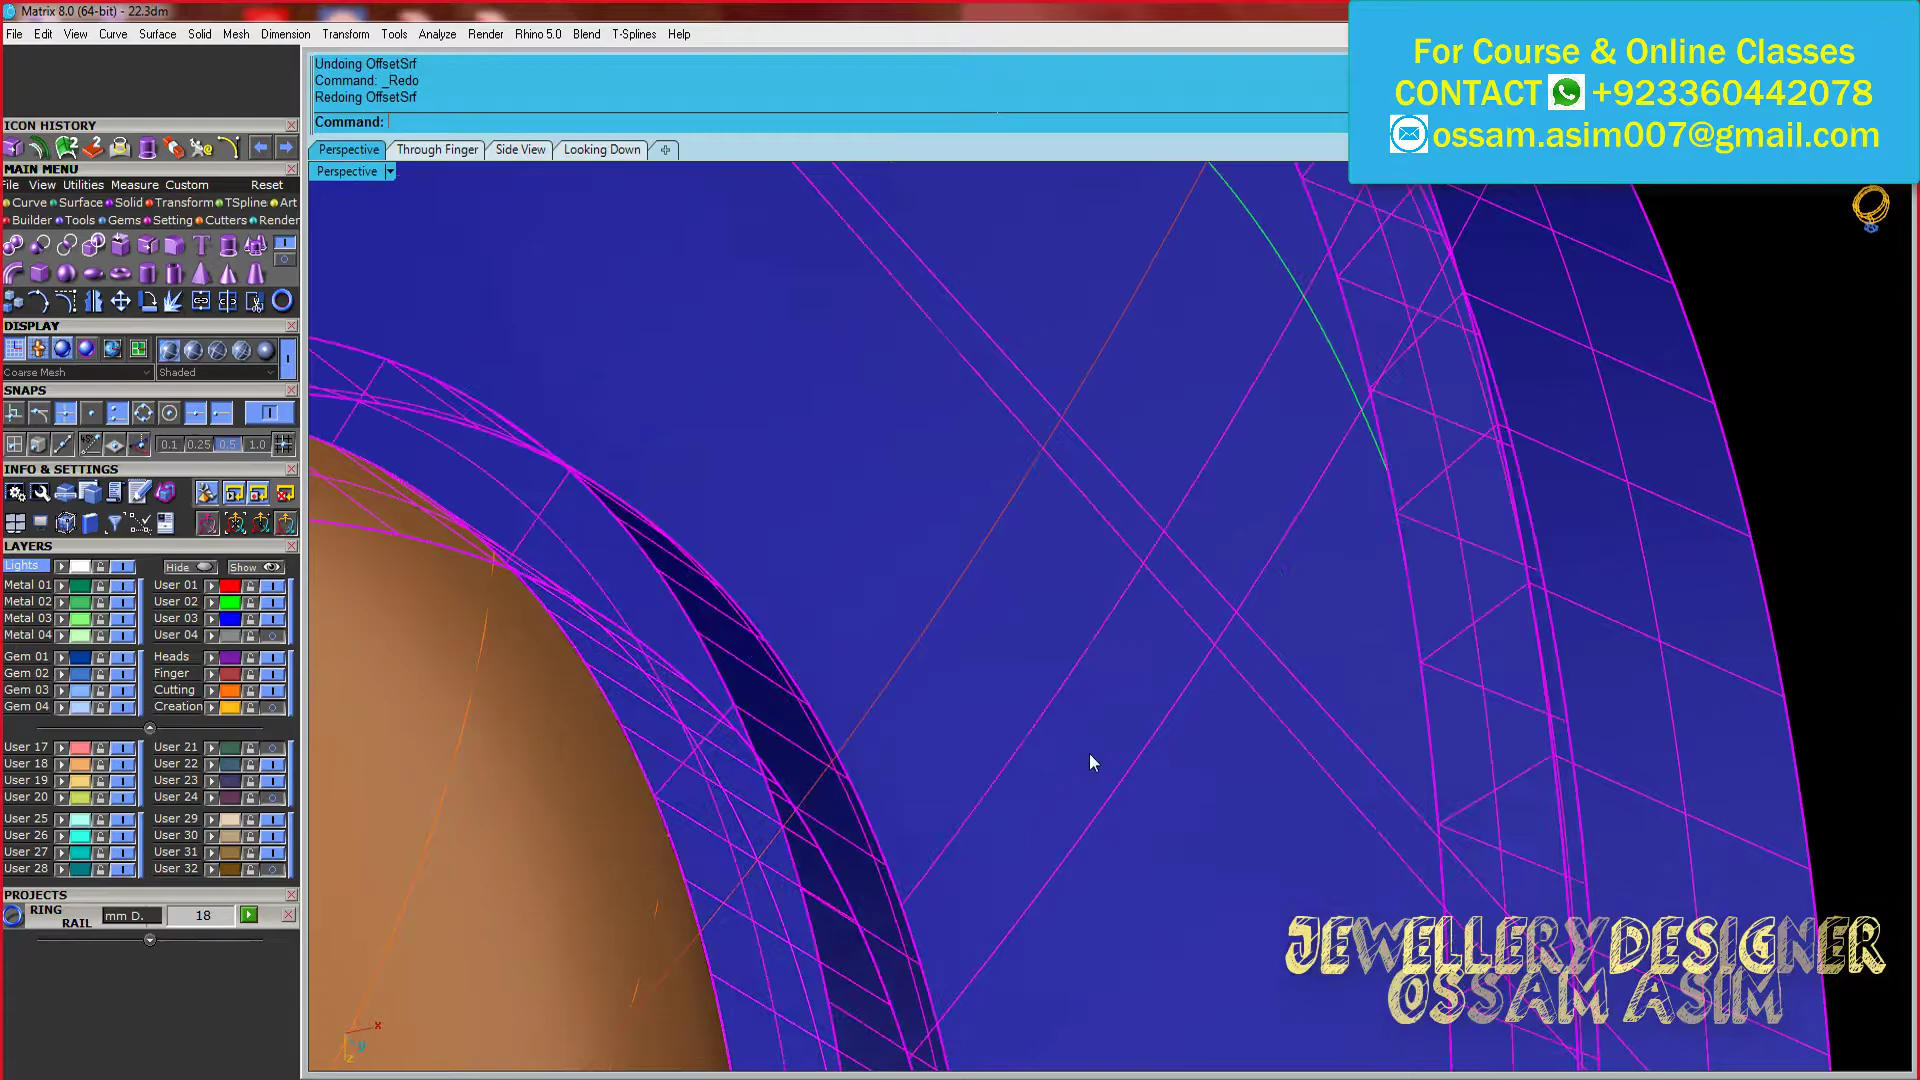 Matrix 8.0 (64-bit) - 22.3dm
File Edit View Curve Surface Solid Mesh Dimension Transform Tools Analyze Render Rhino 5.0 Blend T-Splines Help
For Course & Online Classes
CONTACT +923360442078
ossam.asim007@gmail.com
Undoing OffsetSrf
Command: _Redo
Redoing OffsetSrf
Command:
Perspective Through Finger Side View Looking Down
Perspective
ICON HISTORY
MAIN MENU
File View Utilities Measure Custom Reset
Curve Surface Solid Transform TSpline Art
Builder Tools Gems Setting Cutters Render
DISPLAY
Coarse Mesh Shaded
SNAPS
0.1 0.25 0.5 1.0
INFO & SETTINGS
LAYERS
Lights Hide Show
Metal 01 User 01
Metal 02 User 02
Metal 03 User 03
Metal 04 User 04
Gem 01 Heads
Gem 02 Finger
Gem 03 Cutting
Gem 04 Creation
User 17 User 21
User 18 User 22
User 19 User 23
User 20 User 24
User 25 User 29
User 26 User 30
User 27 User 31
User 28 User 32
PROJECTS
RING RAIL mm D. 18
x
y
z
JEWELLERYDESIGNER
OSSAM ASIM